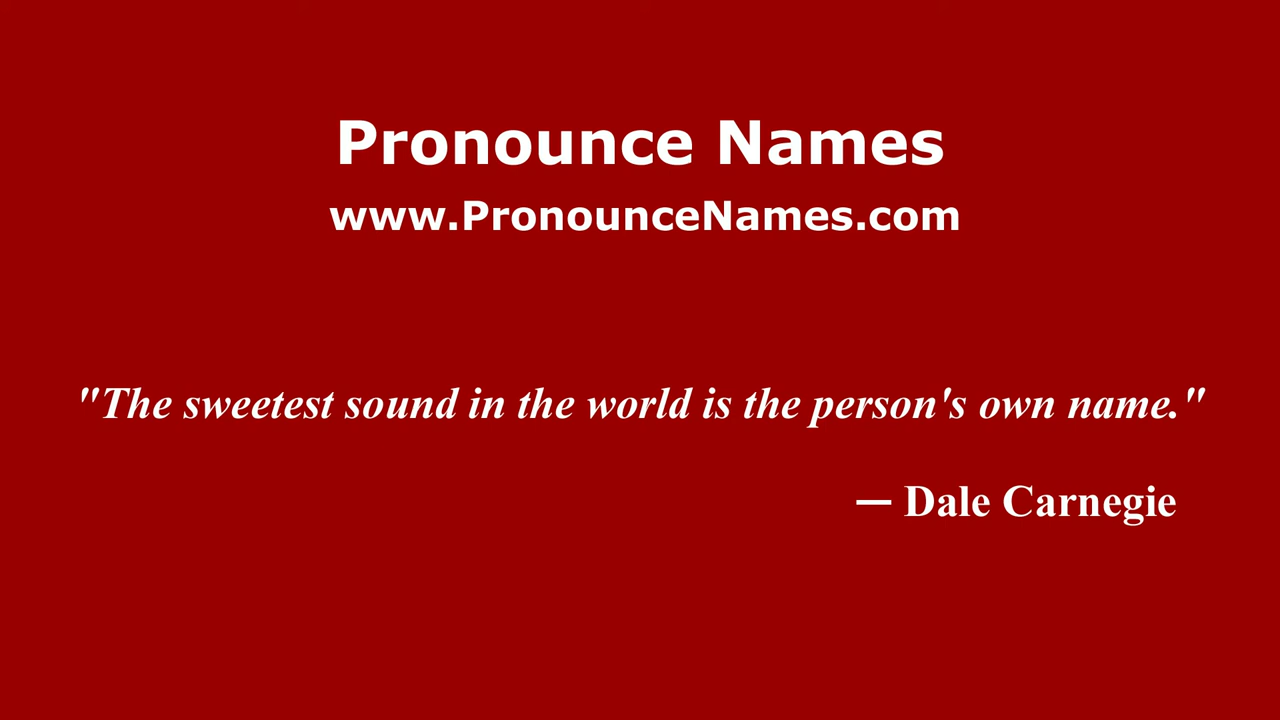 Pronounce Names
www.PronounceNames.com
"The sweetest sound in the world is the person's own name."
— Dale Carnegie